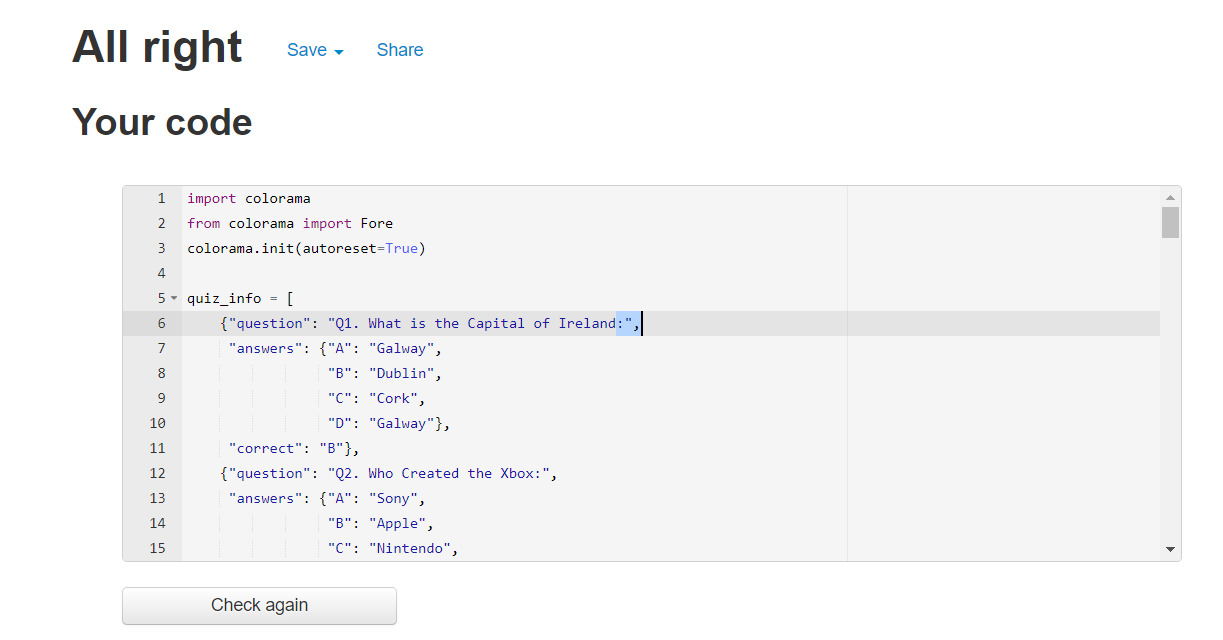 All right Save Share
Your code
1 import colorama
2 from colorama import Fore
3 colorama.init(autoreset=True)
4
5 quiz_info = [
6 {"question": "Q1. What is the Capital of Ireland:",
7 "answers": {"A": "Galway",
8 "B": "Dublin",
9 "C": "Cork",
10 "D": "Galway"},
11 "correct": "B"},
12 {"question": "Q2. Who Created the Xbox:",
13 "answers": {"A": "Sony",
14 "B": "Apple",
15 "C": "Nintendo",
Check again